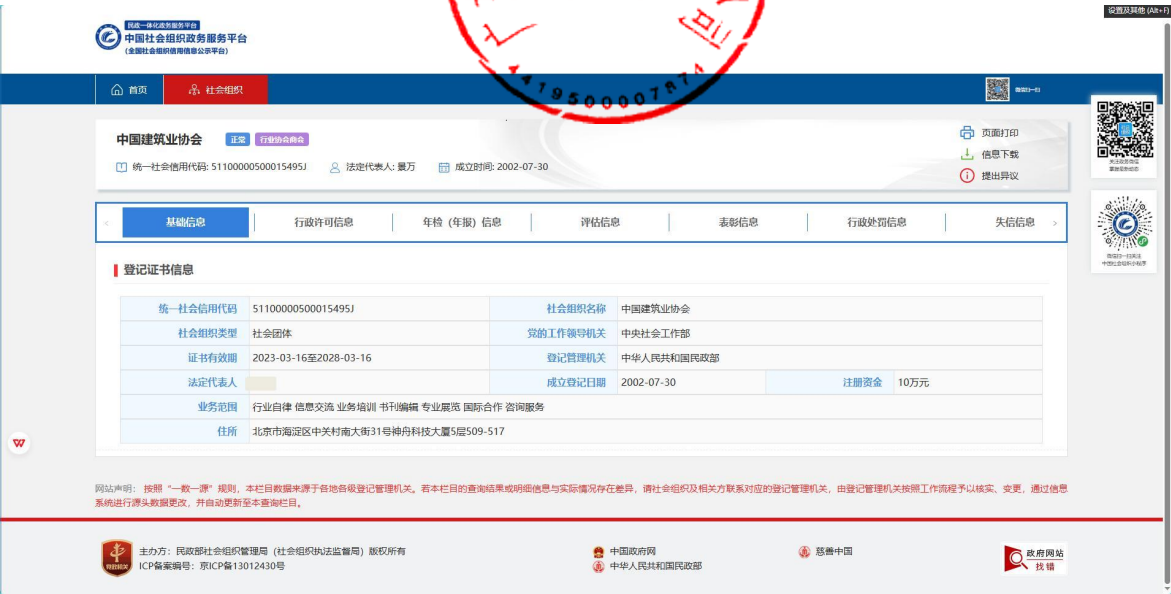 设置及其他 (Alt+F)
民政一体化政务服务平台
中国社会组织政务服务平台
(全国社会组织信用信息公示平台)
4419500007874
首页
社会组织
微信扫一扫
中国建筑业协会 正常 行业协会商会
统一社会信用代码: 51100000500015495J 法定代表人: 景万 成立时间: 2002-07-30
页面打印
信息下载
提出异议
基础信息 行政许可信息 年检（年报）信息 评估信息 表彰信息 行政处罚信息 失信信息
登记证书信息
统一社会信用代码 51100000500015495J 社会组织名称 中国建筑业协会
社会组织类型 社会团体 党的工作领导机关 中央社会工作部
证书有效期 2023-03-16至2028-03-16 登记管理机关 中华人民共和国民政部
法定代表人 成立登记日期 2002-07-30 注册资金 10万元
业务范围 行业自律 信息交流 业务培训 书刊编辑 专业展览 国际合作 咨询服务
住所 北京市海淀区中关村南大街31号神舟科技大厦5层509-517
网站声明: 按照“一数一源”规则，本栏目数据来源于各地各级登记管理机关。若本栏目的查询结果或明细信息与实际情况存在差异，请社会组织及相关方联系对应的登记管理机关，由登记管理机关按照工作流程予以核实、变更，通过信息
系统进行源头数据更改，并自动更新至本查询栏目。
主办方：民政部社会组织管理局（社会组织执法监督局）版权所有
ICP备案编号：京ICP备13012430号
中国政府网
中华人民共和国民政部
慈善中国
政府网站
找错